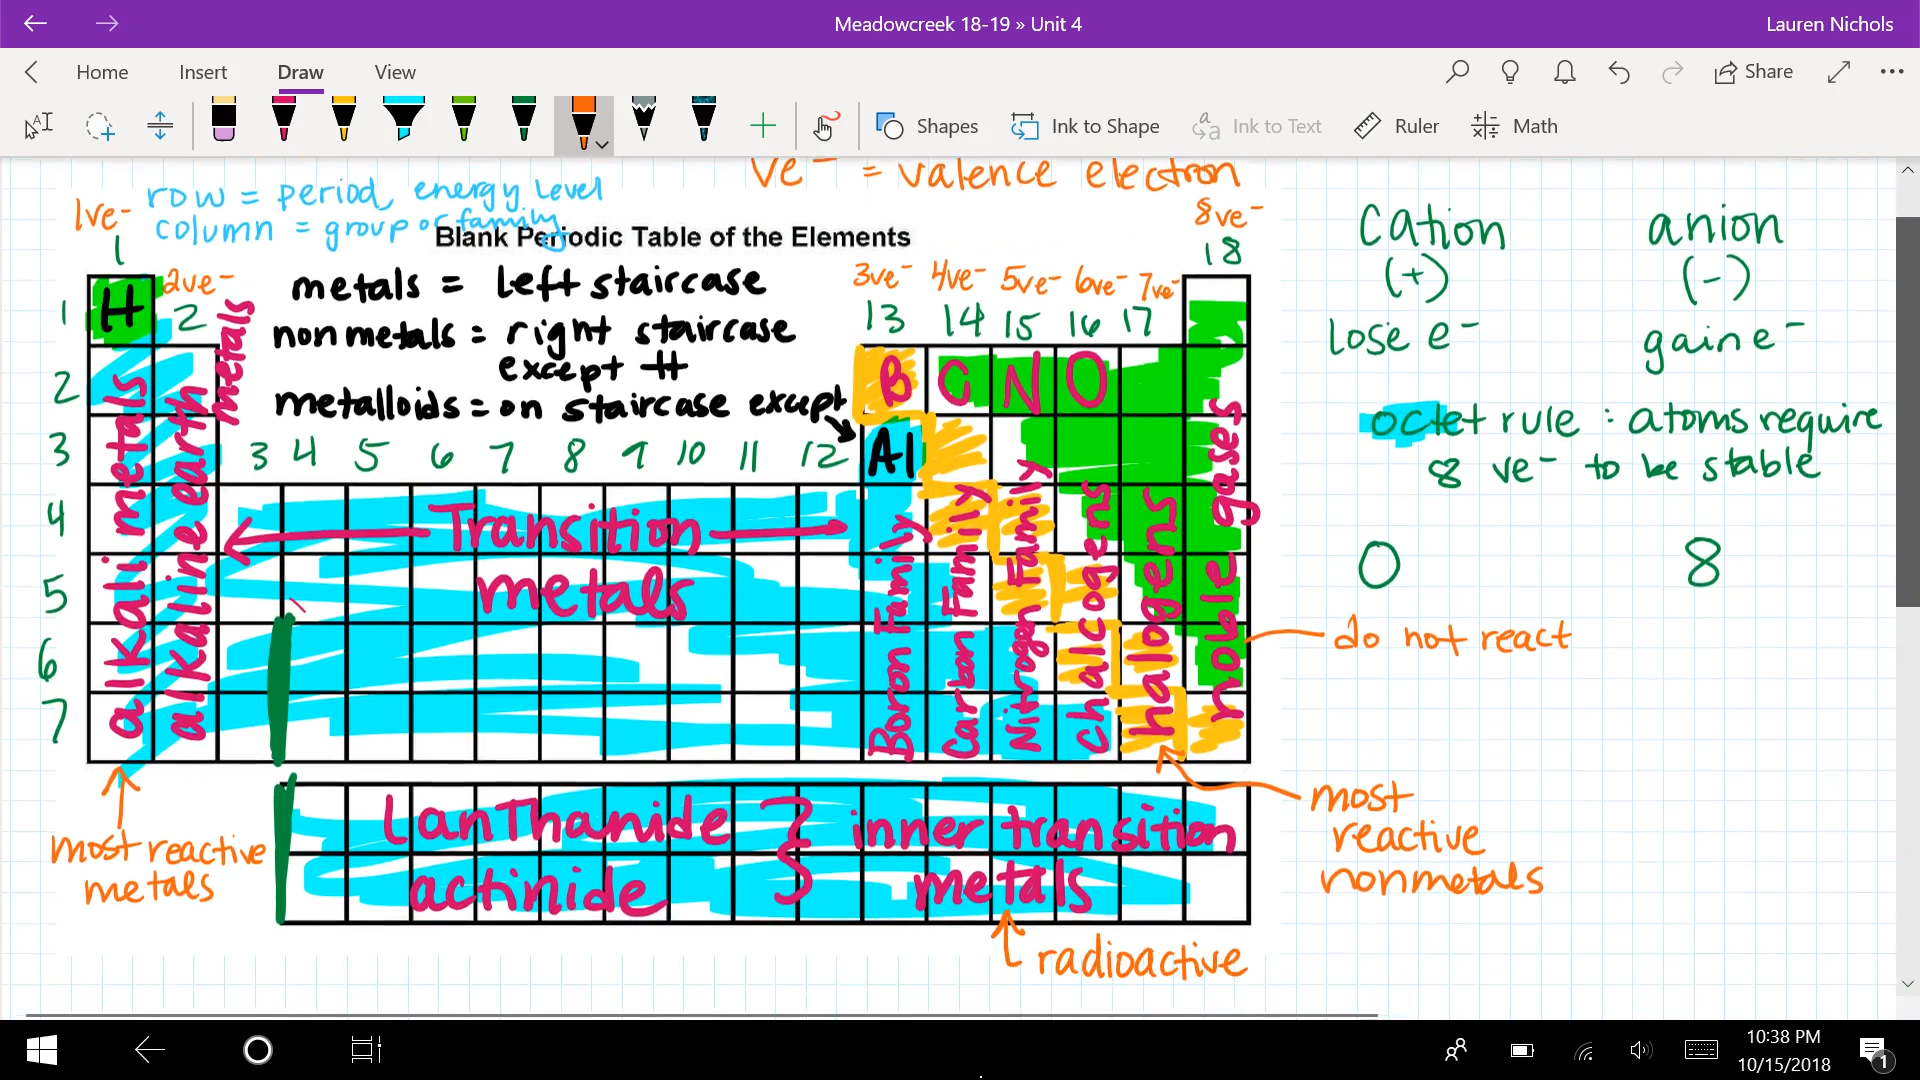 Meadowcreek 18-19 » Unit 4
Lauren Nichols
Home Insert Draw View
Share
Shapes Ink to Shape Ink to Text Ruler Math
ve⁻ = valence electron
row = period, energy level
column = group or family
Blank Periodic Table of the Elements
1ve⁻ 2ve⁻ 3ve⁻ 4ve⁻ 5ve⁻ 6ve⁻ 7ve⁻ 8ve⁻
1 2 13 14 15 16 17 18
metals = left staircase
nonmetals = right staircase
except H
metalloids = on staircase except
3 4 5 6 7 8 9 10 11 12
1
2
3
4
5
6
7
H
B C N O
Al
alkali metals
alkaline earth metals
Transition
metals
Boron Family
Carbon Family
Nitrogen Family
chalcogens
halogens
noble gases
Lanthanide } inner transition
actinide metals
radioactive
most reactive
metals
cation anion
(+) (-)
lose e⁻ gain e⁻
octet rule : atoms require
8 ve⁻ to be stable
0 8
do not react
most
reactive
nonmetals
10:38 PM
10/15/2018
1